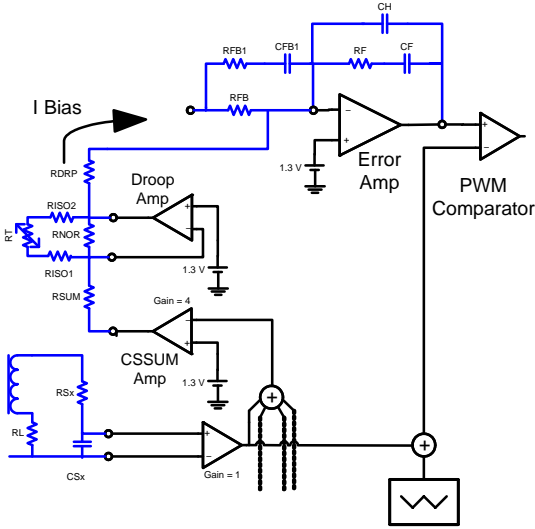 CH
RFB1
CFB1
RF
CF
RFB
I Bias
1.3 V
Error
Amp
PWM
Comparator
RDRP
Droop
Amp
RISO2
RT
RNOR
RISO1
1.3 V
RSUM
Gain = 4
CSSUM
Amp
1.3 V
RSx
RL
CSx
Gain = 1